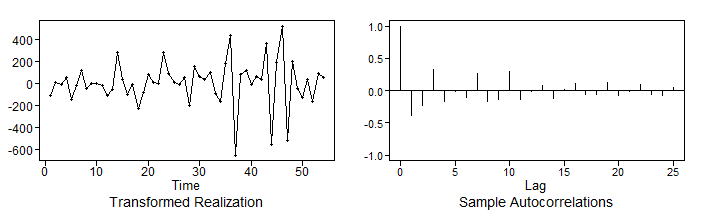 400
200
0
-200
-400
-600
0 10 20 30 40 50
Time
Transformed Realization
1.0
0.5
0.0
-0.5
-1.0
0 5 10 15 20 25
Lag
Sample Autocorrelations